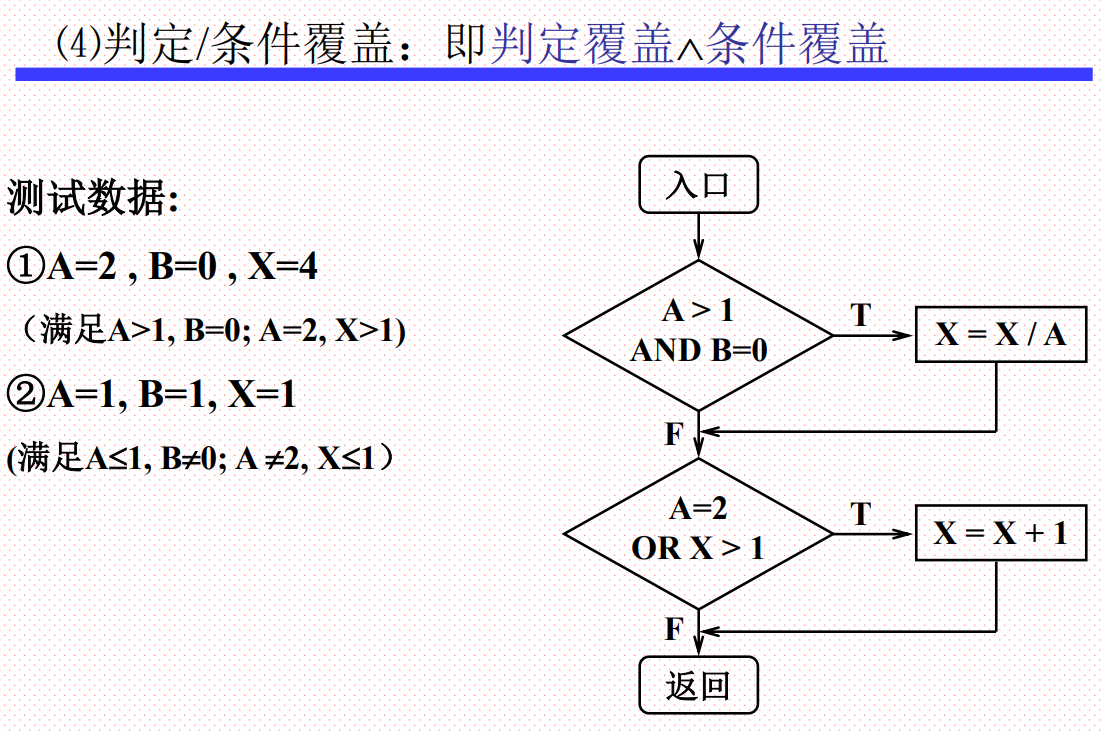 ⑷判定/条件覆盖：即判定覆盖∧条件覆盖
测试数据:
①A=2 , B=0 , X=4
（满足A>1, B=0; A=2, X>1)
②A=1, B=1, X=1
(满足A≤1, B≠0; A ≠2, X≤1）
入口
A > 1
AND B=0
T
X = X / A
F
A=2
OR X > 1
T
X = X + 1
F
返回